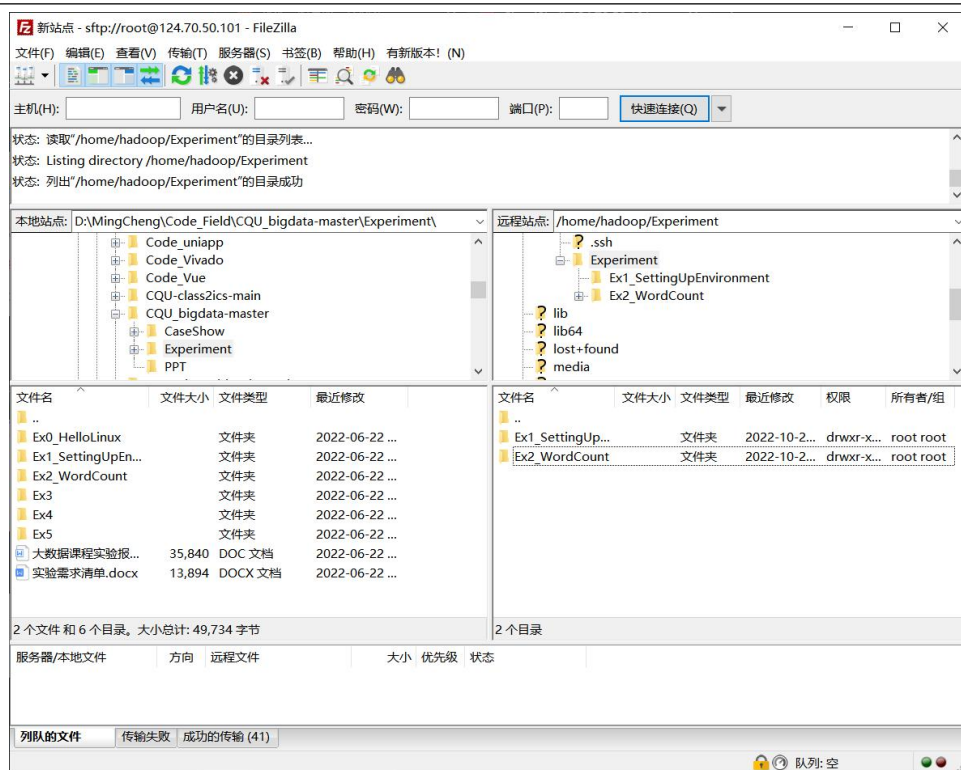 新站点 - sftp://root@124.70.50.101 - FileZilla
文件(F) 编辑(E) 查看(V) 传输(T) 服务器(S) 书签(B) 帮助(H) 有新版本! (N)
主机(H): 用户名(U): 密码(W): 端口(P): 快速连接(Q)
状态: 读取"/home/hadoop/Experiment"的目录列表...
状态: Listing directory /home/hadoop/Experiment
状态: 列出"/home/hadoop/Experiment"的目录成功
本地站点: D:\MingCheng\Code_Field\CQU_bigdata-master\Experiment\
Code_uniapp
Code_Vivado
Code_Vue
CQU-class2ics-main
CQU_bigdata-master
CaseShow
Experiment
PPT
远程站点: /home/hadoop/Experiment
.ssh
Experiment
Ex1_SettingUpEnvironment
Ex2_WordCount
lib
lib64
lost+found
media
文件名 文件大小 文件类型 最近修改
..
Ex0_HelloLinux 文件夹 2022-06-22 ...
Ex1_SettingUpEn... 文件夹 2022-06-22 ...
Ex2_WordCount 文件夹 2022-06-22 ...
Ex3 文件夹 2022-06-22 ...
Ex4 文件夹 2022-06-22 ...
Ex5 文件夹 2022-06-22 ...
大数据课程实验报... 35,840 DOC 文档 2022-06-22 ...
实验需求清单.docx 13,894 DOCX 文档 2022-06-22 ...
2 个文件 和 6 个目录。大小总计: 49,734 字节
文件名 文件大小 文件类型 最近修改 权限 所有者/组
..
Ex1_SettingUp... 文件夹 2022-10-2... drwxr-x... root root
Ex2_WordCount 文件夹 2022-10-2... drwxr-x... root root
2 个目录
服务器/本地文件 方向 远程文件 大小 优先级 状态
列队的文件 传输失败 成功的传输 (41)
队列: 空